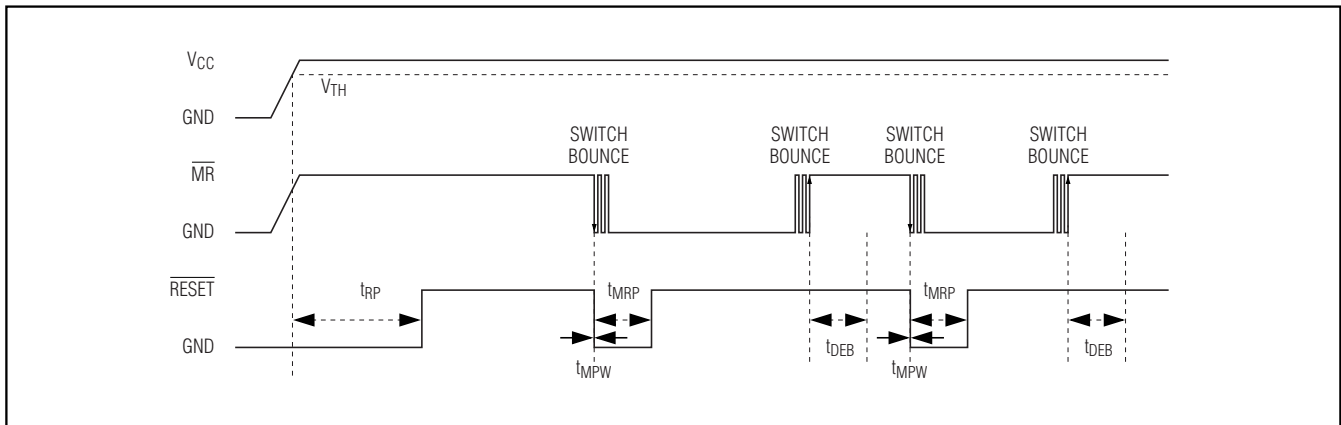 VCC
VTH
GND
SWITCH BOUNCE
SWITCH BOUNCE
SWITCH BOUNCE
SWITCH BOUNCE
MR
GND
RESET
tRP
tMRP
tMRP
GND
tDEB
tDEB
tMPW
tMPW